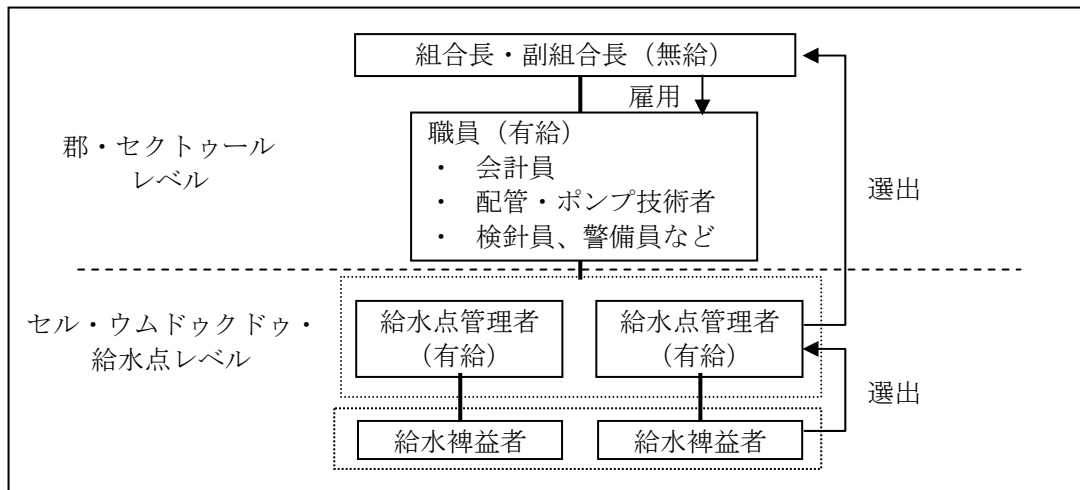 組合長・副組合長（無給）
雇用
職員（有給）
・ 会計員
・ 配管・ポンプ技術者
・ 検針員、警備員など
郡・セクトゥール
レベル
選出
セル・ウムドゥクドゥ・
給水点レベル
給水点管理者
（有給）
給水点管理者
（有給）
選出
給水裨益者
給水裨益者